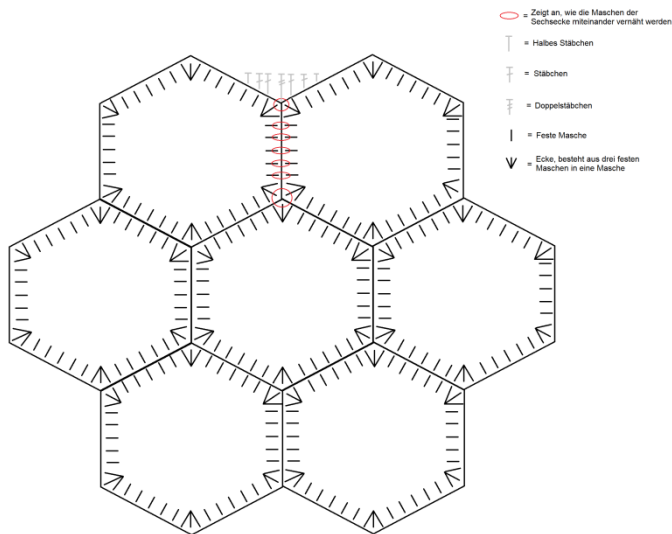 = Zeigt an, wie die Maschen der
Sechsecke miteinander vernäht werden
= Halbes Stäbchen
= Stäbchen
= Doppelstäbchen
= Feste Masche
= Ecke, besteht aus drei festen
Maschen in eine Masche